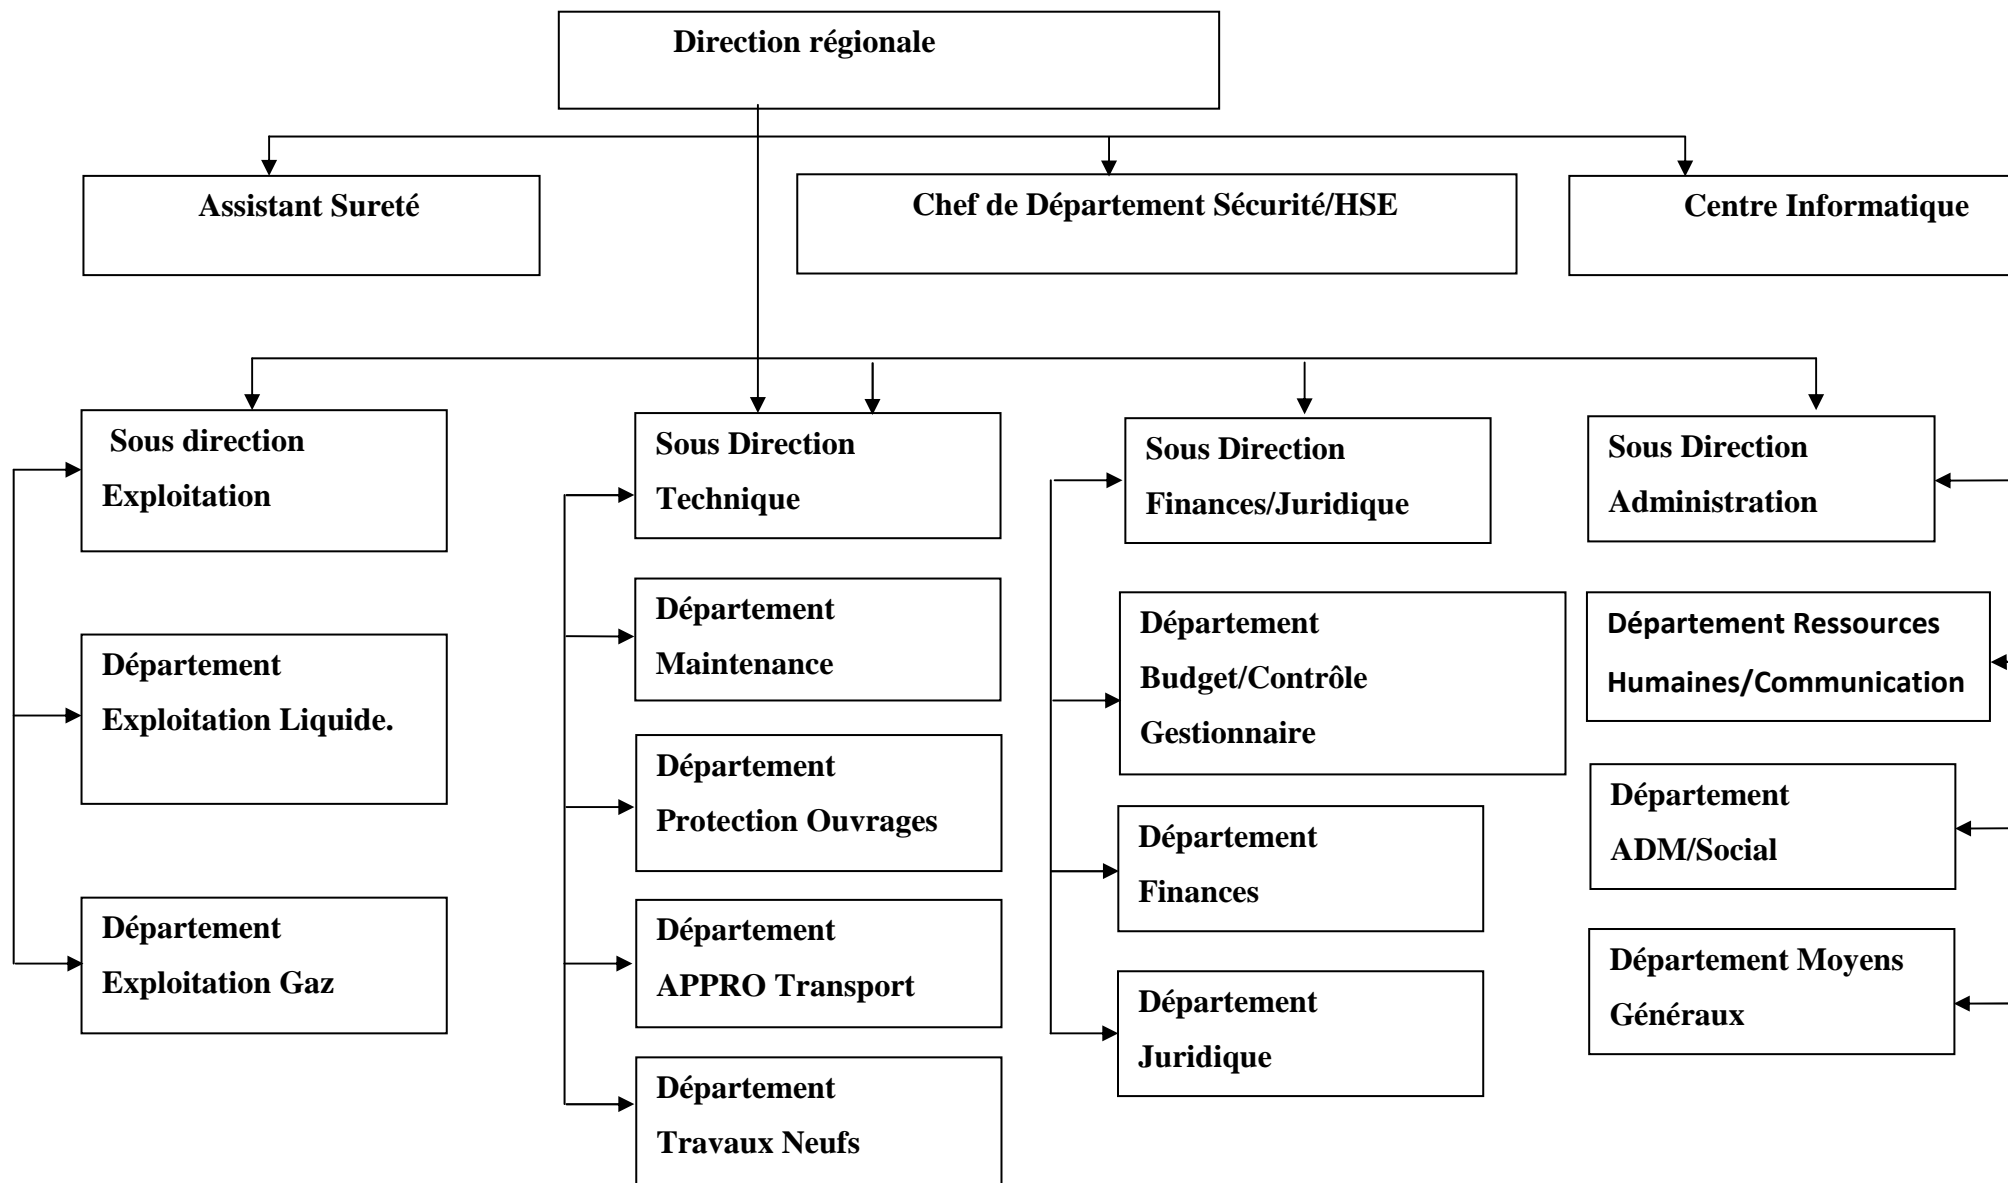 Direction régionale
Assistant Sureté
Chef de Département Sécurité/HSE
Centre Informatique
Sous direction
Exploitation
Département
Exploitation Liquide.
Département
Exploitation Gaz
Sous Direction
Technique
Département
Maintenance
Département
Protection Ouvrages
Département
APPRO Transport
Département
Travaux Neufs
Sous Direction
Finances/Juridique
Département
Budget/Contrôle
Gestionnaire
Département
Finances
Département
Juridique
Sous Direction
Administration
Département Ressources
Humaines/Communication
Département
ADM/Social
Département Moyens
Généraux